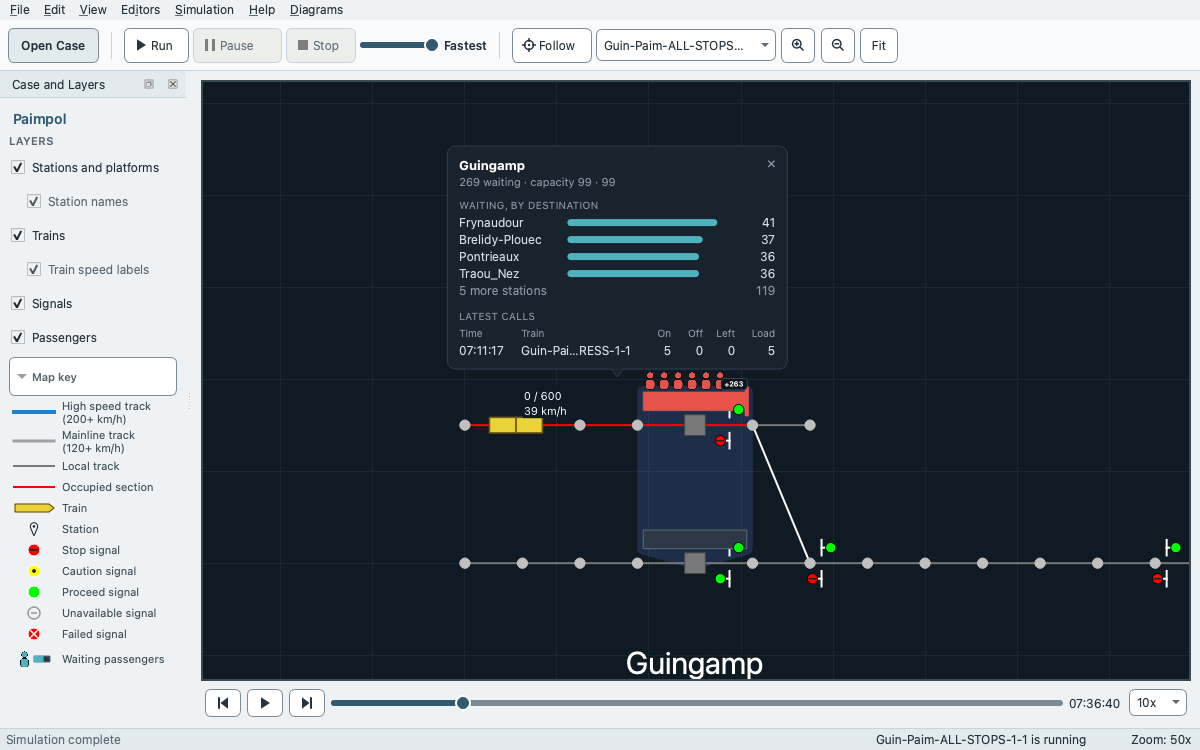 File Edit View Editors Simulation Help Diagrams
Open Case Run Pause Stop Fastest Follow Guin-Paim-ALL-STOPS... Fit
Case and Layers
Paimpol
LAYERS
Stations and platforms
Station names
Trains
Train speed labels
Signals
Passengers
Map key
High speed track
(200+ km/h)
Mainline track
(120+ km/h)
Local track
Occupied section
Train
Station
Stop signal
Caution signal
Proceed signal
Unavailable signal
Failed signal
Waiting passengers
Guingamp
269 waiting · capacity 99 · 99
WAITING, BY DESTINATION
Frynaudour 41
Brelidy-Plouec 37
Pontrieaux 36
Traou_Nez 36
5 more stations 119
LATEST CALLS
Time Train On Off Left Load
07:11:17 Guin-Pai...RESS-1-1 5 0 0 5
+263
0 / 600
39 km/h
Guingamp
07:36:40 10x
Simulation complete Guin-Paim-ALL-STOPS-1-1 is running Zoom: 50x